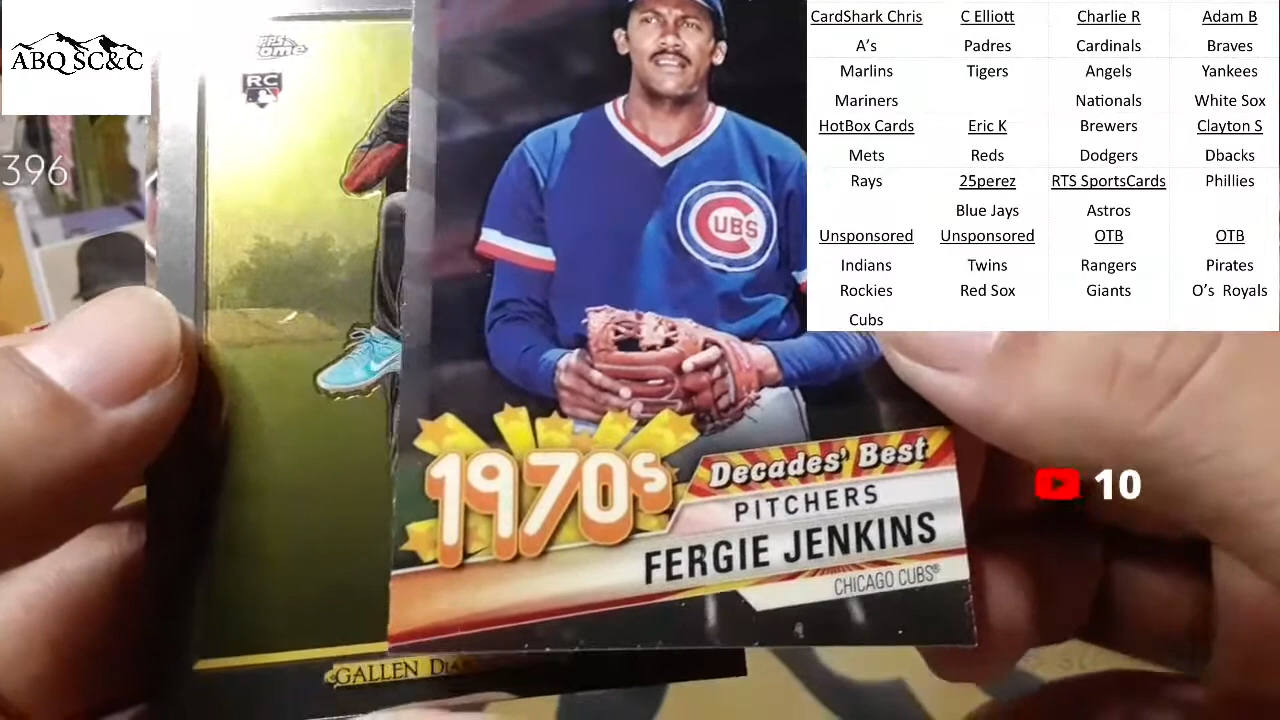 ABQ SC&C
396
RC
CUBS
1970s
Decades' Best
PITCHERS
FERGIE JENKINS
CHICAGO CUBS®
GALLEN
CardShark Chris
A's
Marlins
Mariners
HotBox Cards
Mets
Rays
Unsponsored
Indians
Rockies
Cubs
C Elliott
Padres
Tigers
Eric K
Reds
25perez
Blue Jays
Unsponsored
Twins
Red Sox
Charlie R
Cardinals
Angels
Nationals
Brewers
Dodgers
RTS SportsCards
Astros
OTB
Rangers
Giants
Adam B
Braves
Yankees
White Sox
Clayton S
Dbacks
Phillies
OTB
Pirates
O's Royals
10